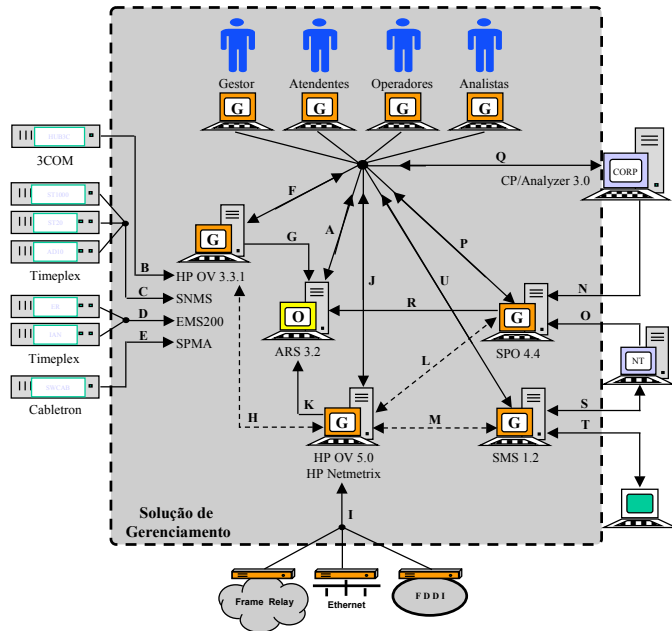 Gestor
Atendentes
Operadores
Analistas
G
G
G
G
Q
CORP
CP/Analyzer 3.0
3COM
F
A
P
G
G
J
U
Timeplex
B
HP OV 3.3.1
C
SNMS
D
EMS200
E
SPMA
Timeplex
Cabletron
O
ARS 3.2
R
G
SPO 4.4
N
O
NT
L
K
H
G
M
G
S
T
HP OV 5.0
HP Netmetrix
SMS 1.2
Solução de
Gerenciamento
I
Frame Relay
Ethernet
F D D I